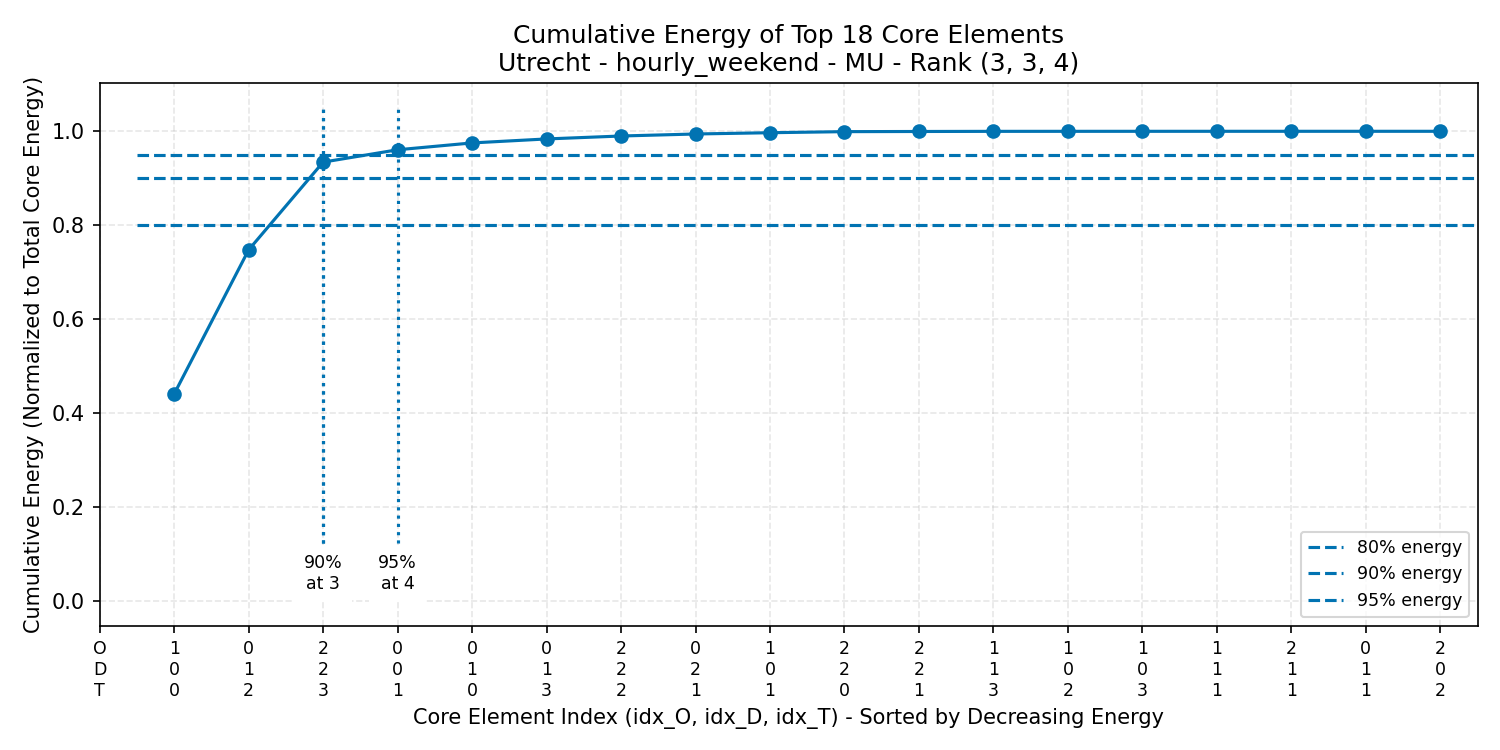 Cumulative Energy of Top 18 Core Elements
Utrecht - hourly_weekend - MU - Rank (3, 3, 4)
Cumulative Energy (Normalized to Total Core Energy)
1.0
0.8
0.6
0.4
0.2
0.0
90%
at 3
95%
at 4
80% energy
90% energy
95% energy
O 1 0 2 0 0 0 2 0 1 2 2 1 1 1 1 2 0 2
D 0 1 2 0 1 1 2 2 0 2 2 1 0 0 1 1 1 0
T 0 2 3 1 0 3 2 1 1 0 1 3 2 3 1 1 1 2
Core Element Index (idx_O, idx_D, idx_T) - Sorted by Decreasing Energy